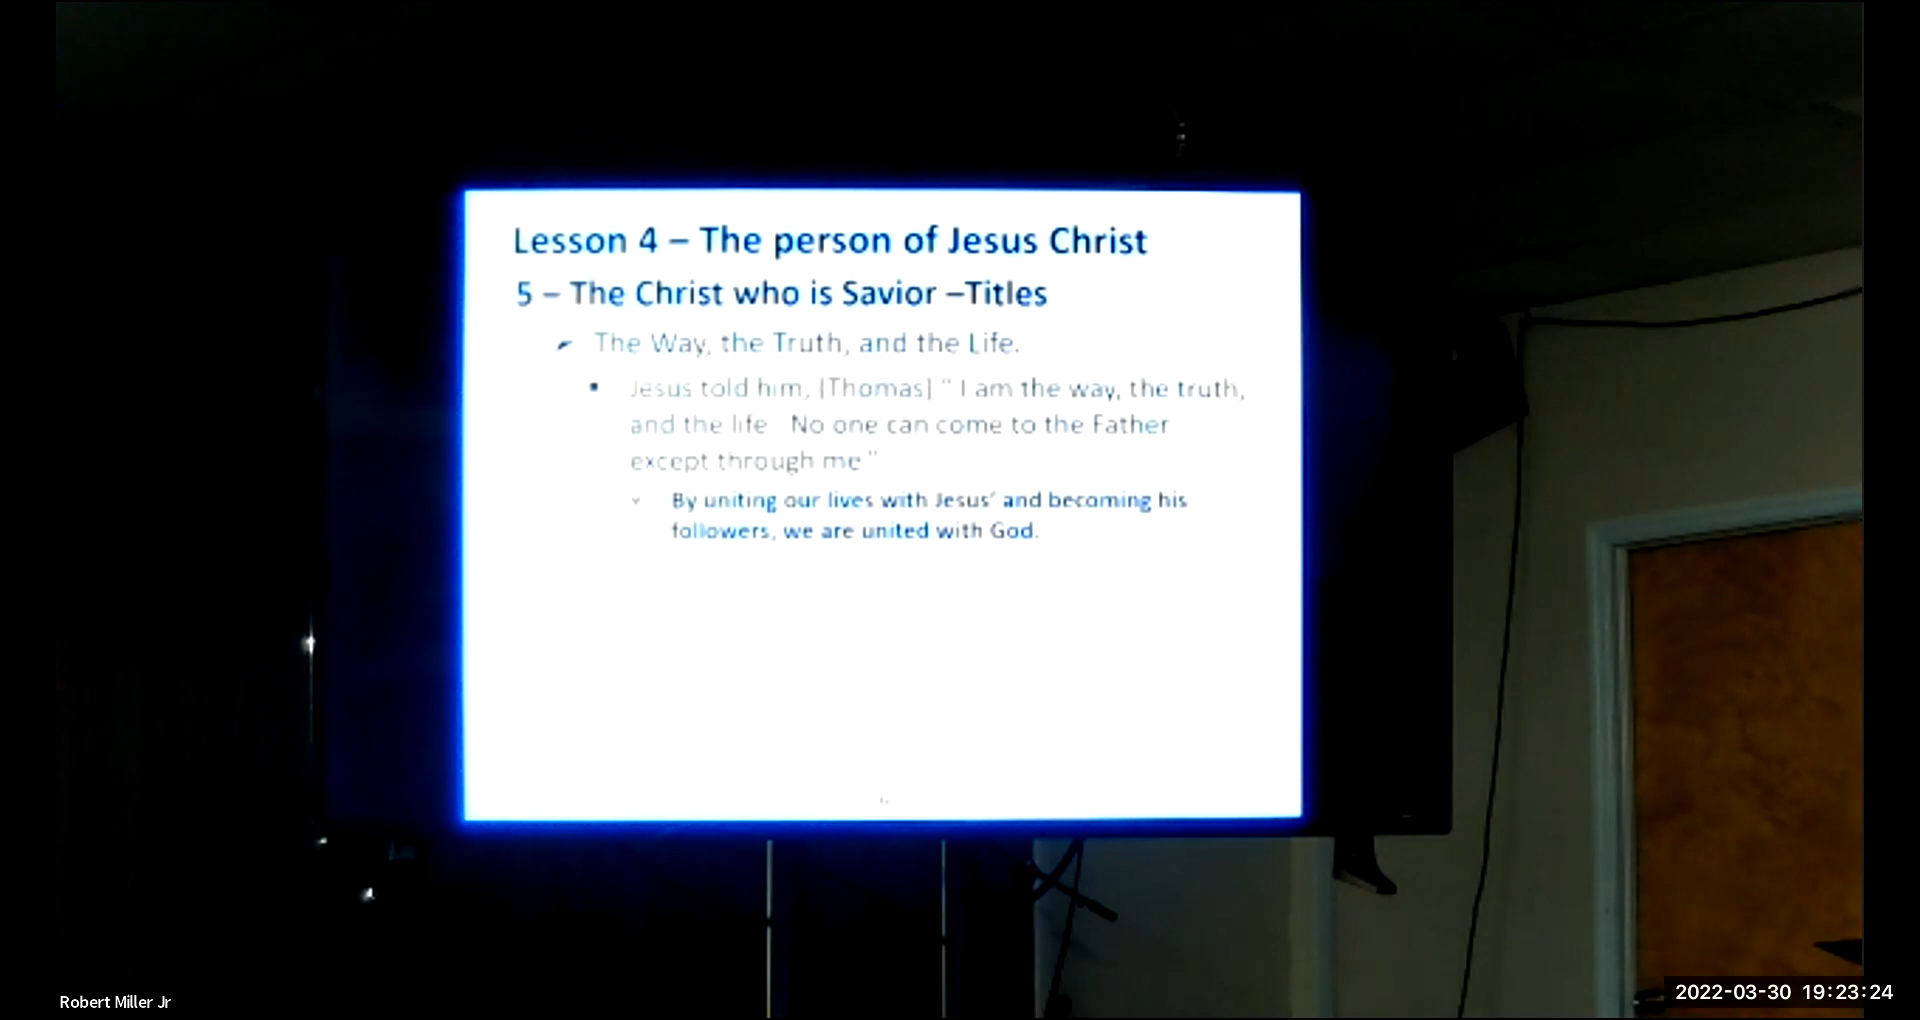 Lesson 4 – The person of Jesus Christ
5 – The Christ who is Savior –Titles
The Way, the Truth, and the Life.
Jesus told him, [Thomas] " I am the way, the truth,
and the life  No one can come to the Father
except through me "
By uniting our lives with Jesus' and becoming his
followers, we are united with God.
Robert Miller Jr
2022-03-30 19:23:24